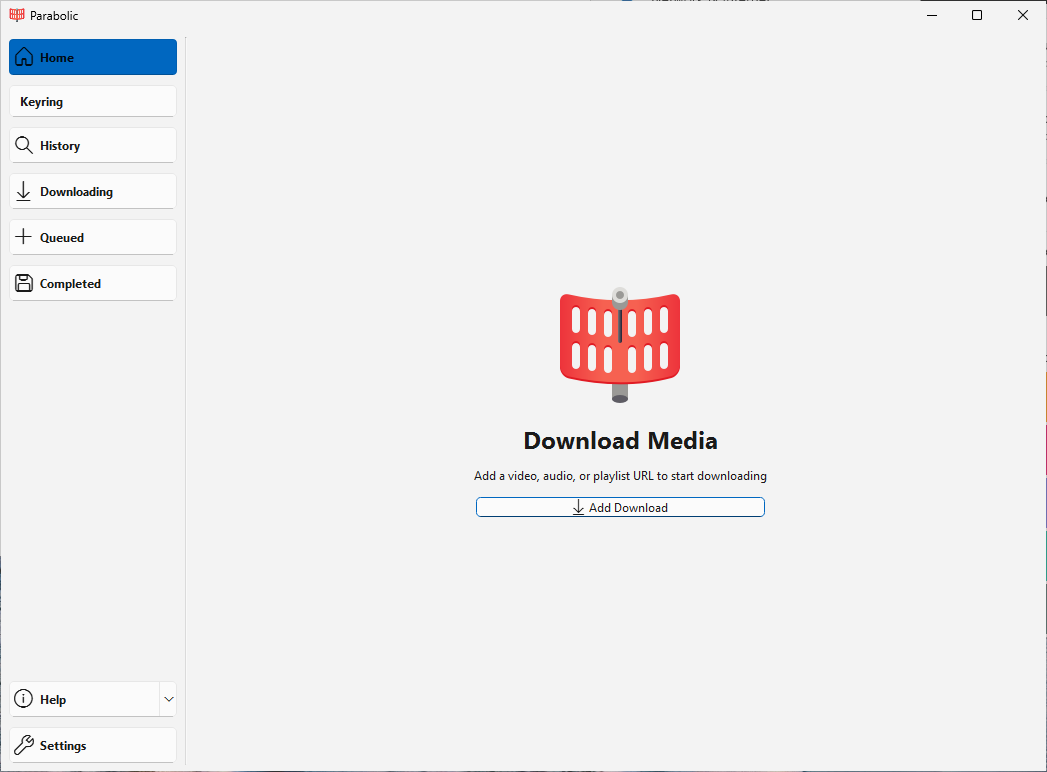 Parabolic
Home
Keyring
History
Downloading
Queued
Completed
Download Media
Add a video, audio, or playlist URL to start downloading
Add Download
Help
Settings